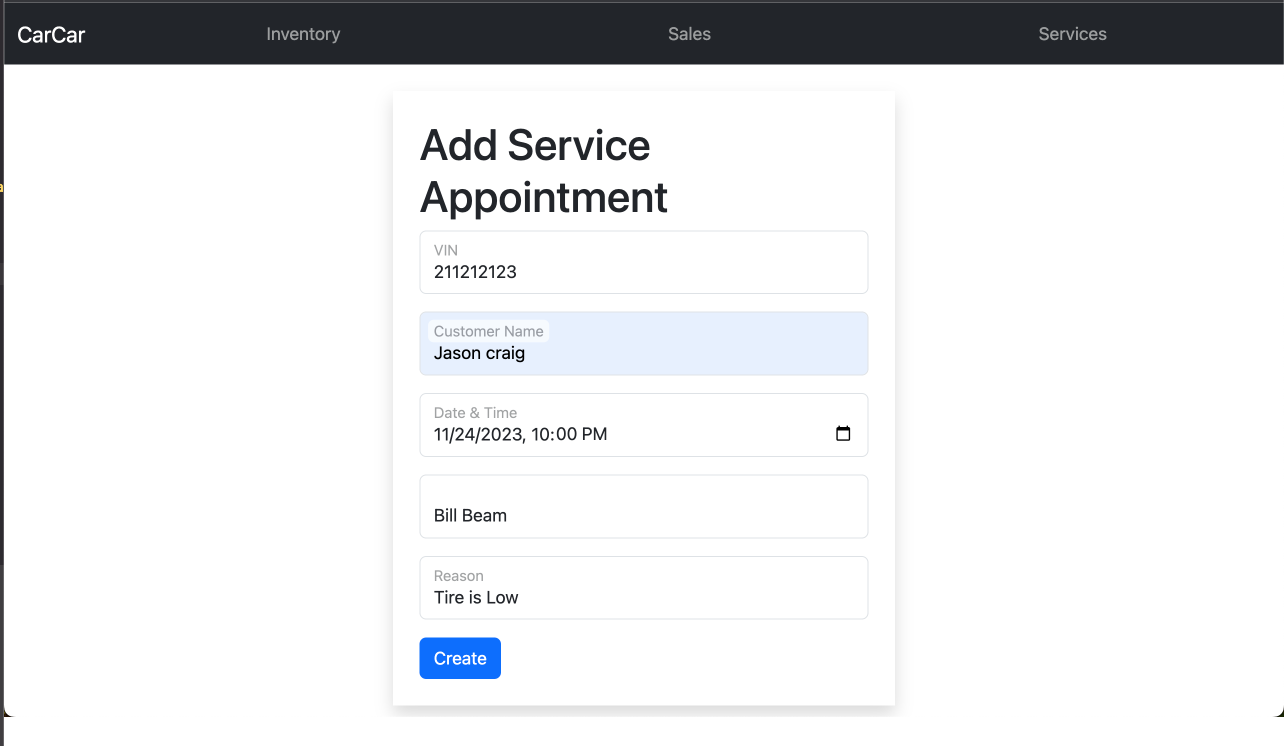 CarCar Inventory Sales Services
Add Service
Appointment
VIN
211212123
Customer Name
Jason craig
Date & Time
11/24/2023, 10:00 PM
Bill Beam
Reason
Tire is Low
Create